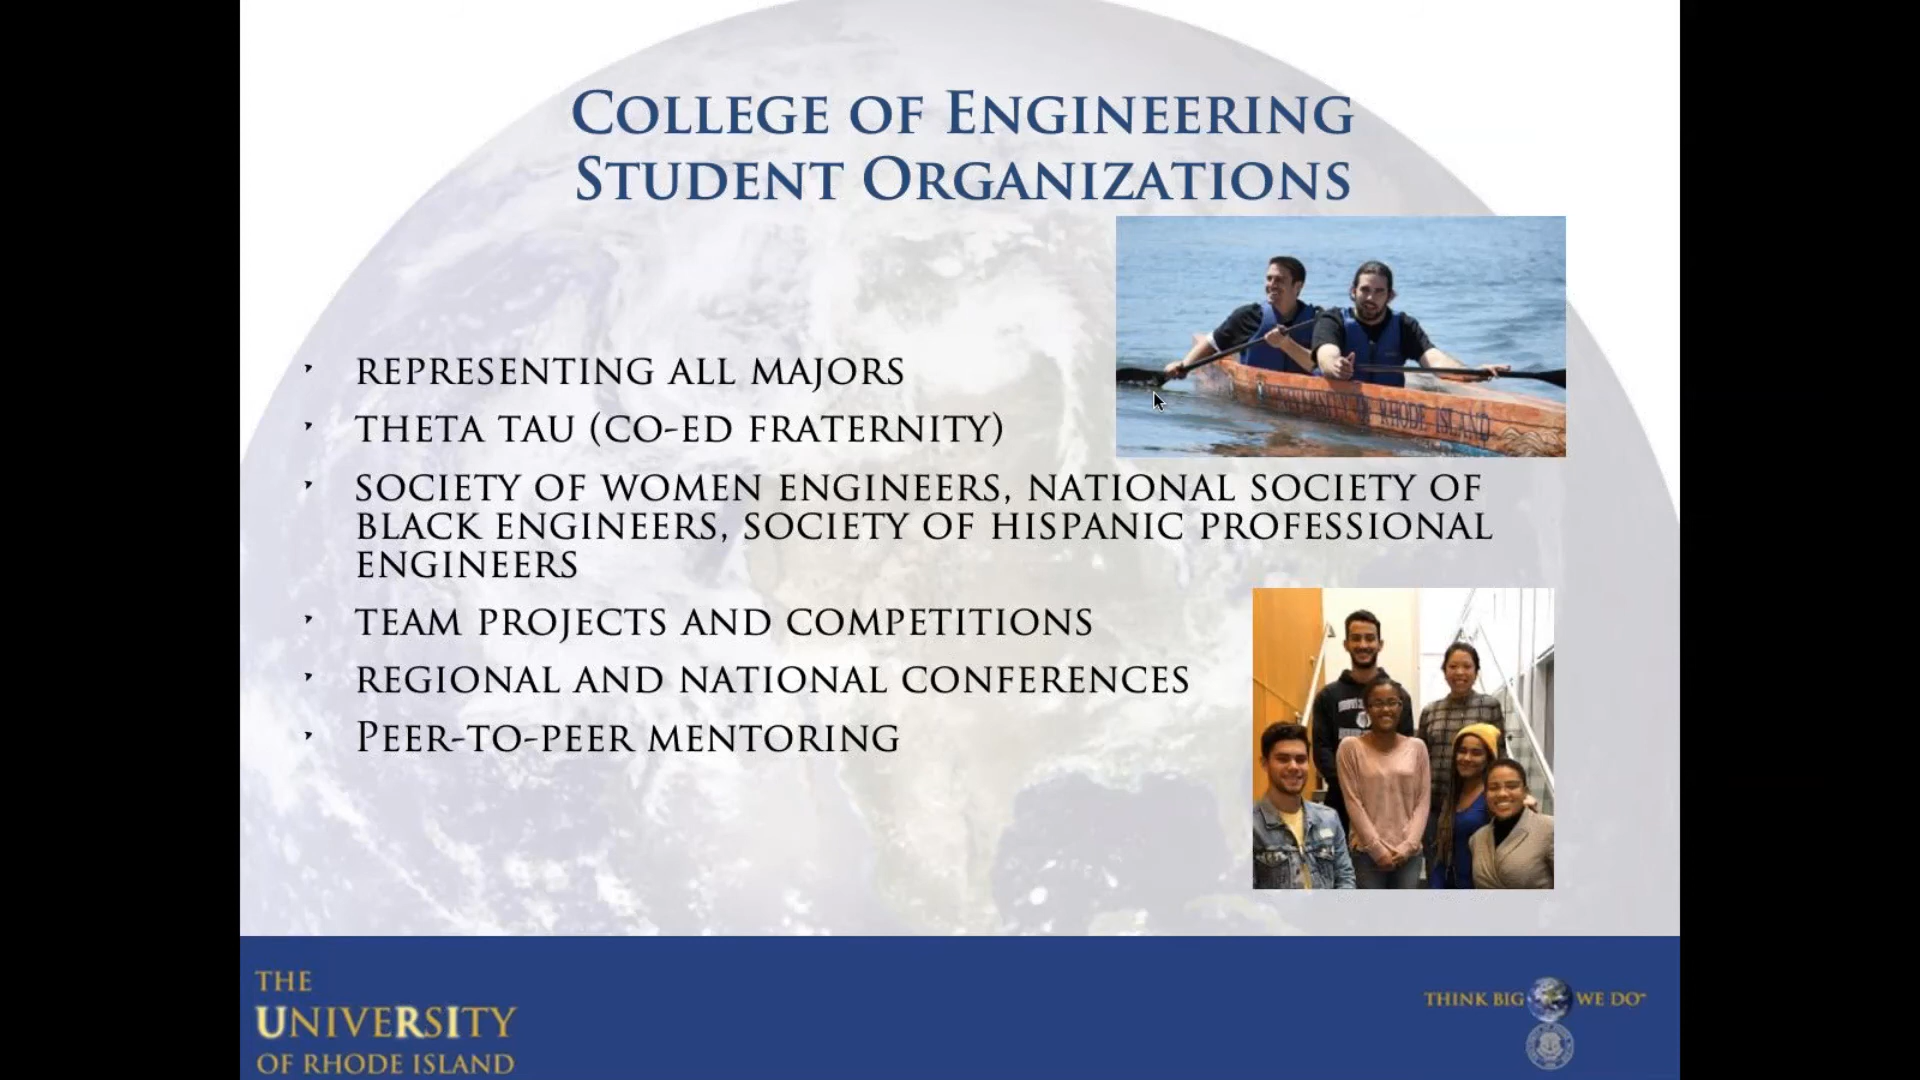 College of Engineering
Student Organizations
REPRESENTING ALL MAJORS
THETA TAU (CO-ED FRATERNITY)
SOCIETY OF WOMEN ENGINEERS, NATIONAL SOCIETY OF
BLACK ENGINEERS, SOCIETY OF HISPANIC PROFESSIONAL
ENGINEERS
TEAM PROJECTS AND COMPETITIONS
REGIONAL AND NATIONAL CONFERENCES
Peer-to-peer mentoring
RHODE ISLAND
THE
UNIVERSITY
OF RHODE ISLAND
THINK BIG WE DO